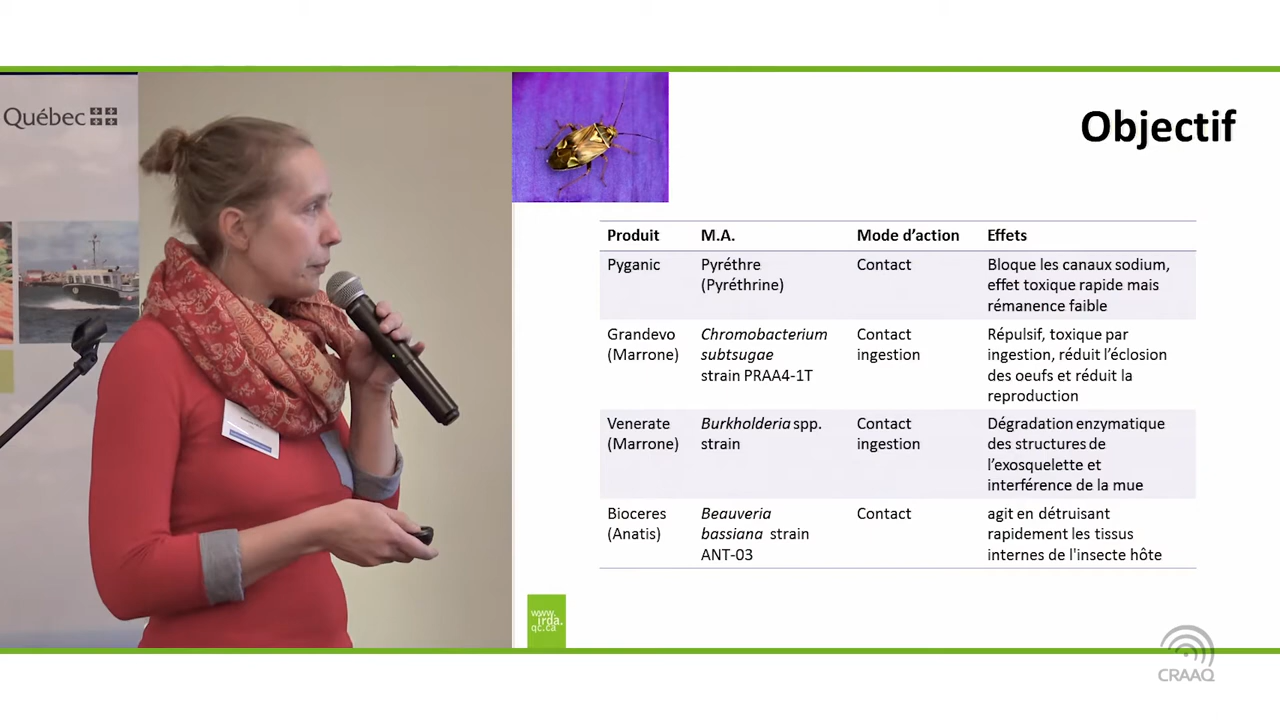 Québec
Objectif
Produit M.A. Mode d'action Effets
Pyganic Pyréthre Contact Bloque les canaux sodium,
(Pyréthrine) effet toxique rapide mais
rémanence faible
Grandevo Chromobacterium Contact Répulsif, toxique par
(Marrone) subtsugae ingestion ingestion, réduit l'éclosion
strain PRAA4-1T des oeufs et réduit la
reproduction
Venerate Burkholderia spp. Contact Dégradation enzymatique
(Marrone) strain ingestion des structures de
l'exosquelette et
interférence de la mue
Bioceres Beauveria Contact agit en détruisant
(Anatis) bassiana strain rapidement les tissus
ANT-03 internes de l'insecte hôte
www.
irda.
qc.ca
CRAAQ